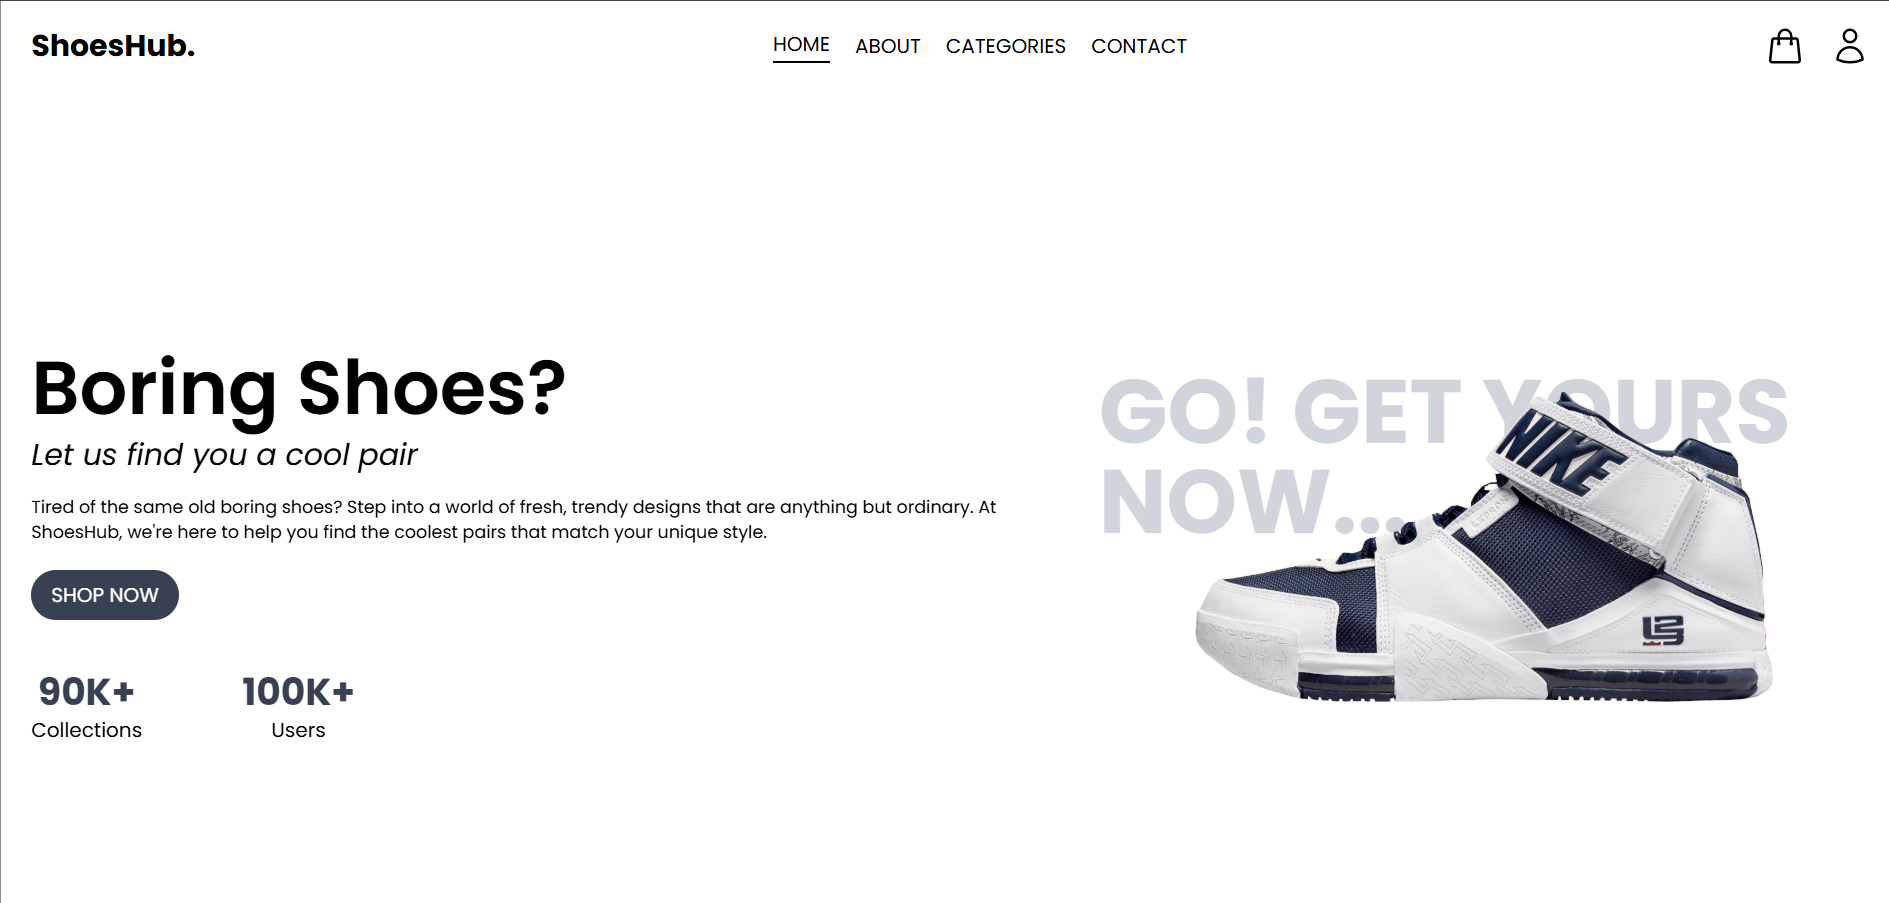 ShoesHub.
HOME ABOUT CATEGORIES CONTACT
Boring Shoes?
Let us find you a cool pair
Tired of the same old boring shoes? Step into a world of fresh, trendy designs that are anything but ordinary. At
ShoesHub, we're here to help you find the coolest pairs that match your unique style.
SHOP NOW
90K+ 100K+
Collections Users
GO! GET YOURS
NOW...
NIKE